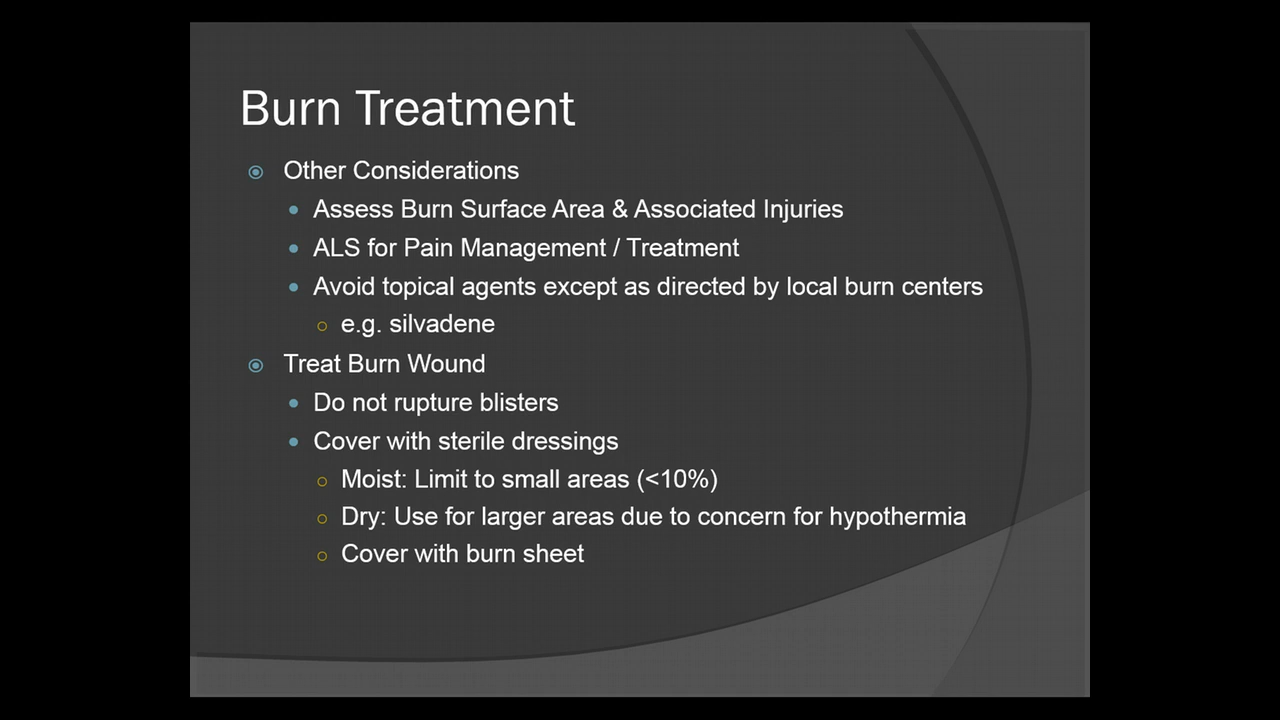 Burn Treatment
Other Considerations
Assess Burn Surface Area & Associated Injuries
ALS for Pain Management / Treatment
Avoid topical agents except as directed by local burn centers
e.g. silvadene
Treat Burn Wound
Do not rupture blisters
Cover with sterile dressings
Moist: Limit to small areas (<10%)
Dry: Use for larger areas due to concern for hypothermia
Cover with burn sheet